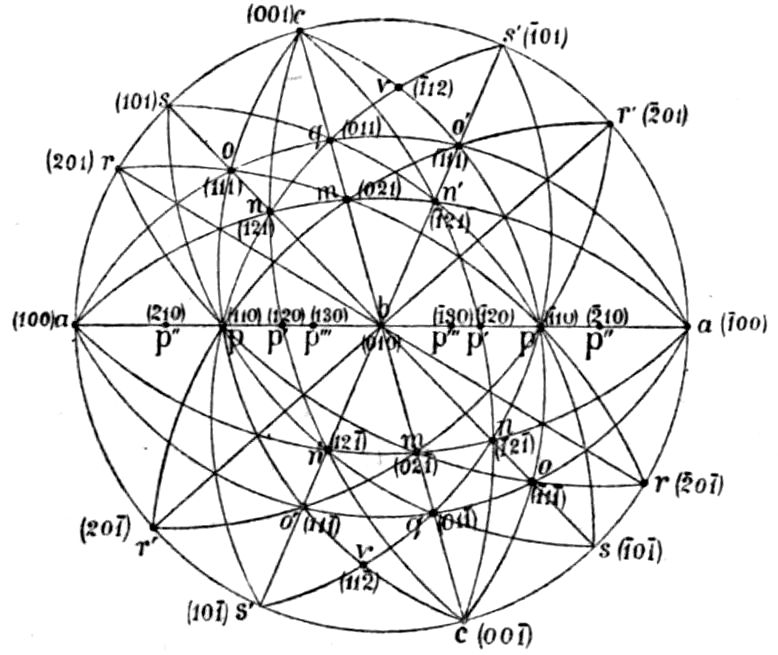 (001)c
s'(1̄01)
v (1̄12)
(101)s
q (011)
o'
(1̄11)
r' (2̄01)
(201) r
o
(111)
m (021)
n'
(1̄21)
n
(121)
(100)a
(210)
p''
(110)
p
(120)
p'
(130)
p'''
b
(010)
(1̄30)
p'''
(1̄20)
p'
(1̄10)
p
(2̄10)
p''
a (1̄00)
n' (121̄)
m
(021̄)
n
(1̄21̄)
(201̄)
r'
o' (111̄)
q (011̄)
o
(1̄11̄)
r (2̄01̄)
v
(112̄)
s (1̄01̄)
(101̄) s'
c (001̄)